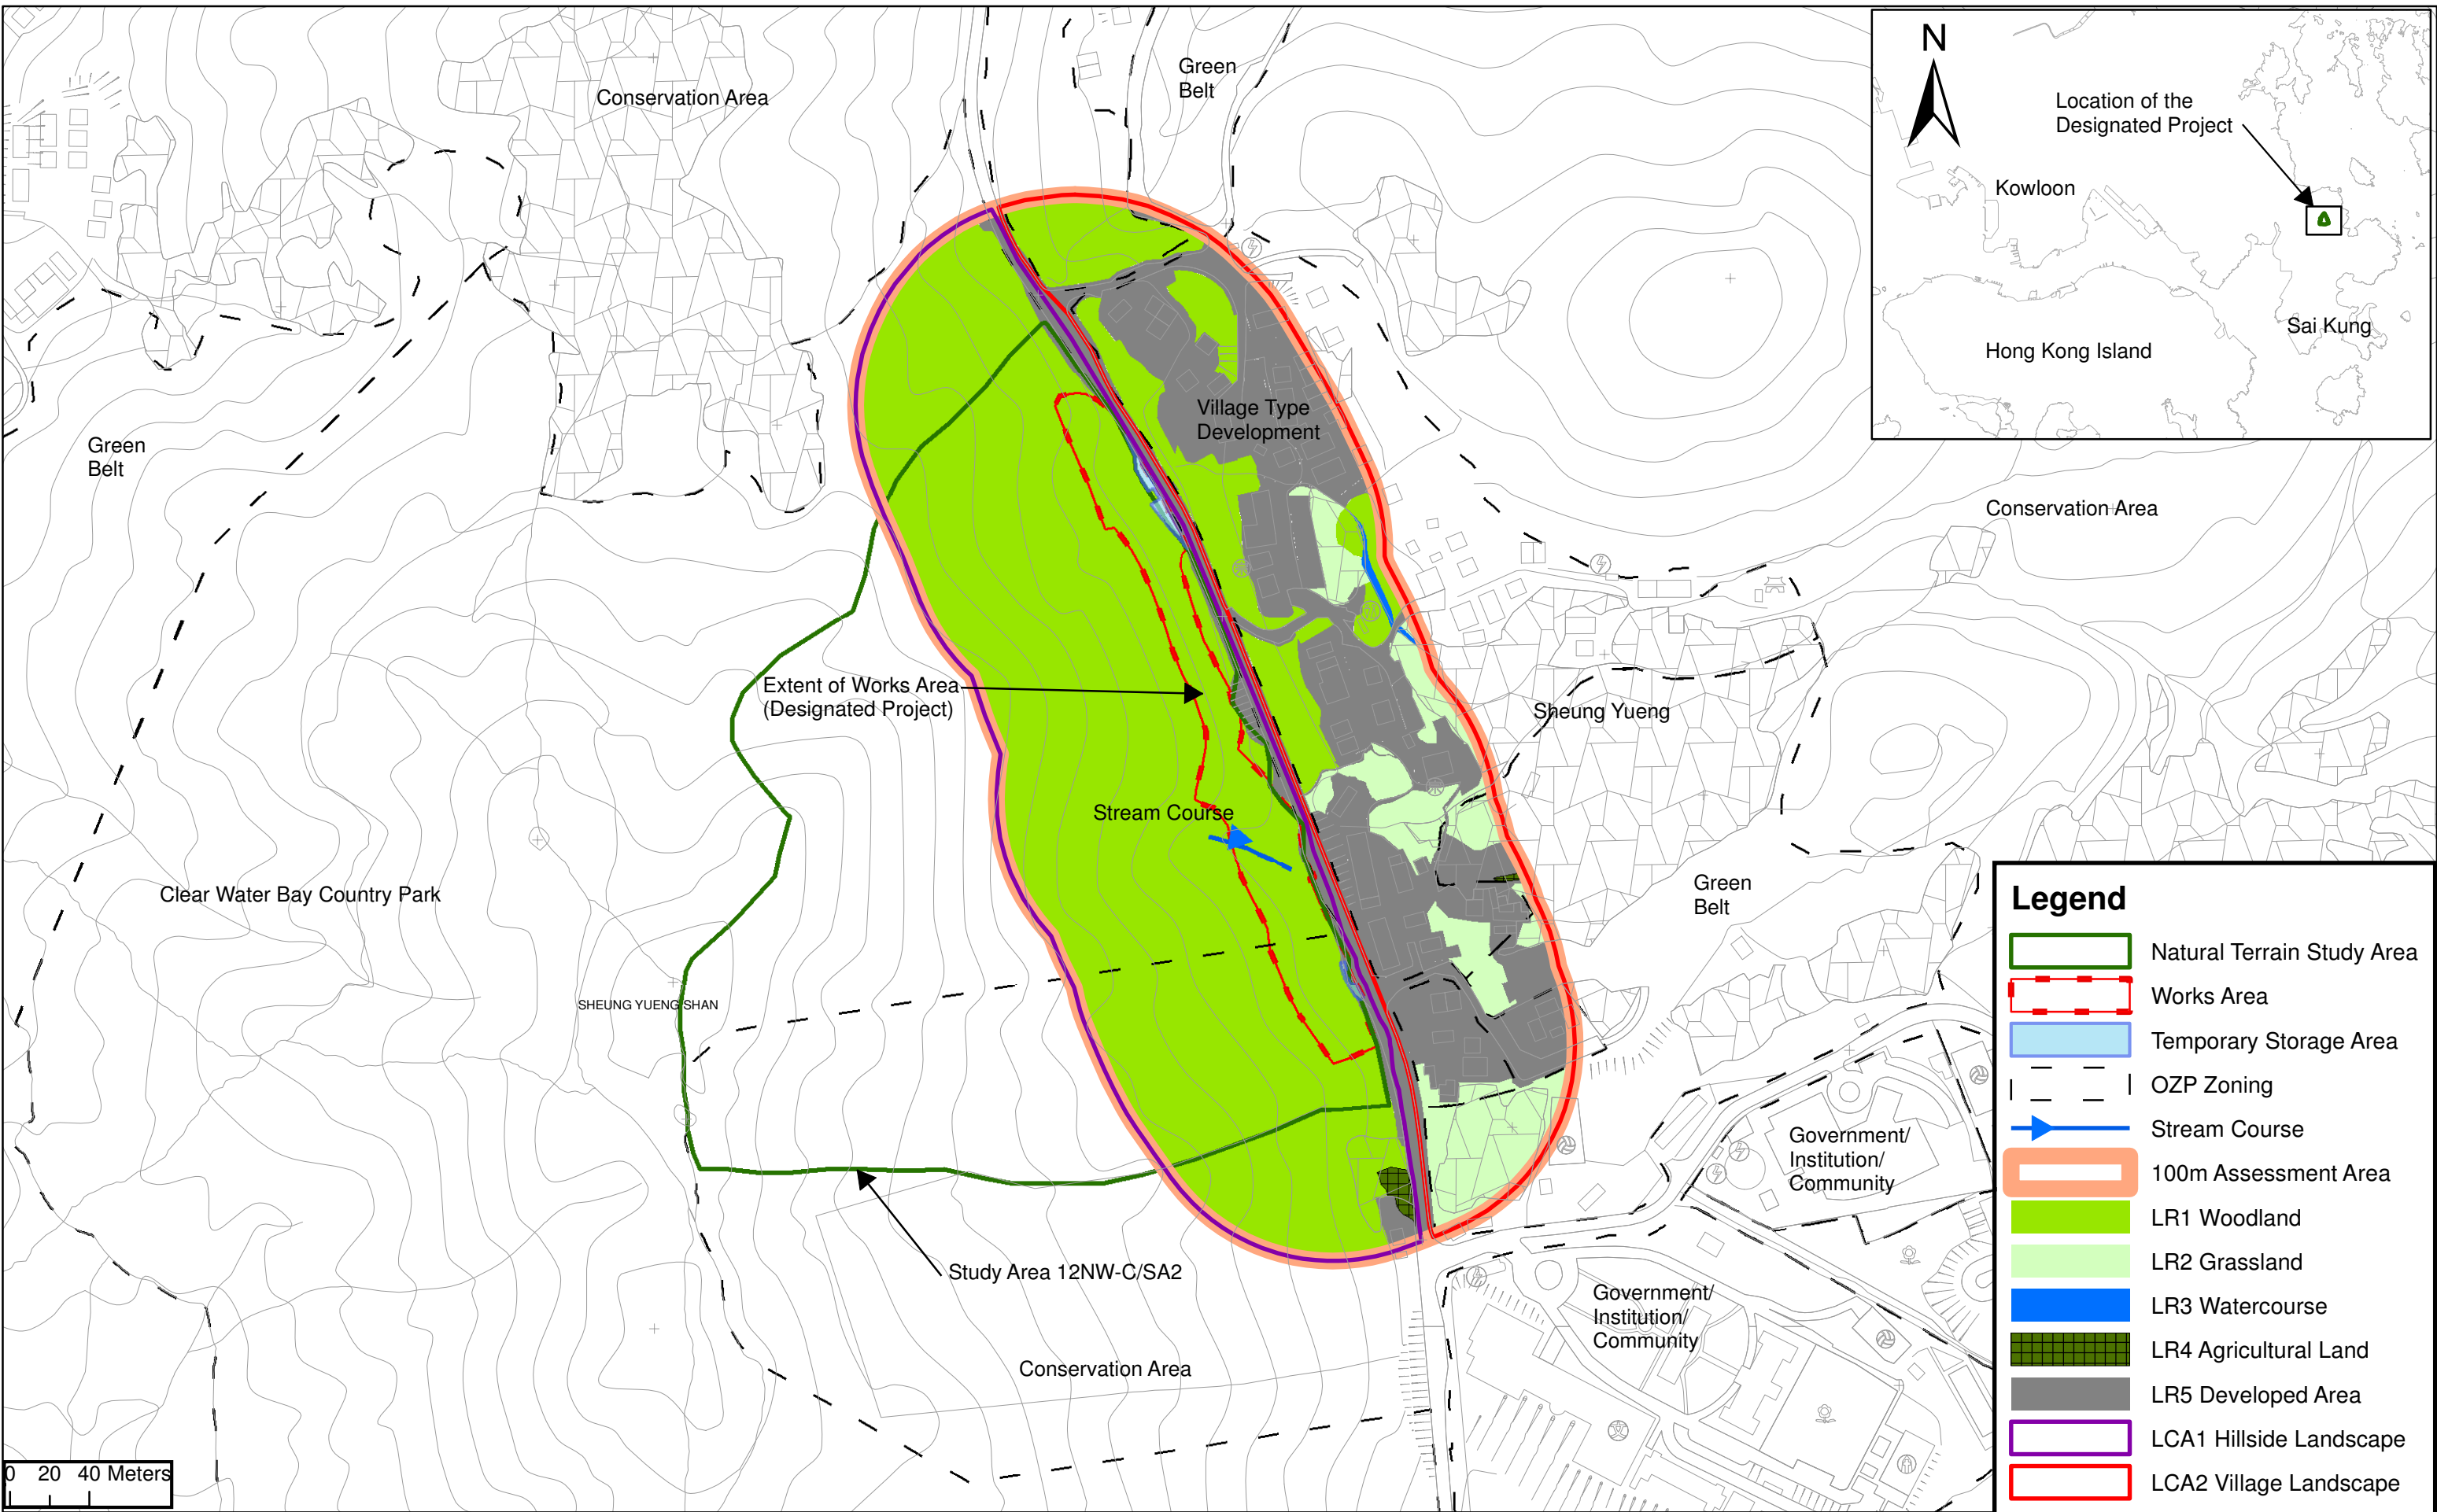 Conservation Area
Green
Belt
N
Location of the
Designated Project
Kowloon
Sai Kung
Hong Kong Island
Village Type
Development
Green
Belt
Conservation Area
Extent of Works Area
(Designated Project)
Sheung Yueng
Stream Course
Clear Water Bay Country Park
Green
Belt
SHEUNG YUENG SHAN
Government/
Institution/
Community
Study Area 12NW-C/SA2
Government/
Institution/
Community
Conservation Area
0 20 40 Meters
Legend
Natural Terrain Study Area
Works Area
Temporary Storage Area
OZP Zoning
Stream Course
100m Assessment Area
LR1 Woodland
LR2 Grassland
LR3 Watercourse
LR4 Agricultural Land
LR5 Developed Area
LCA1 Hillside Landscape
LCA2 Village Landscape